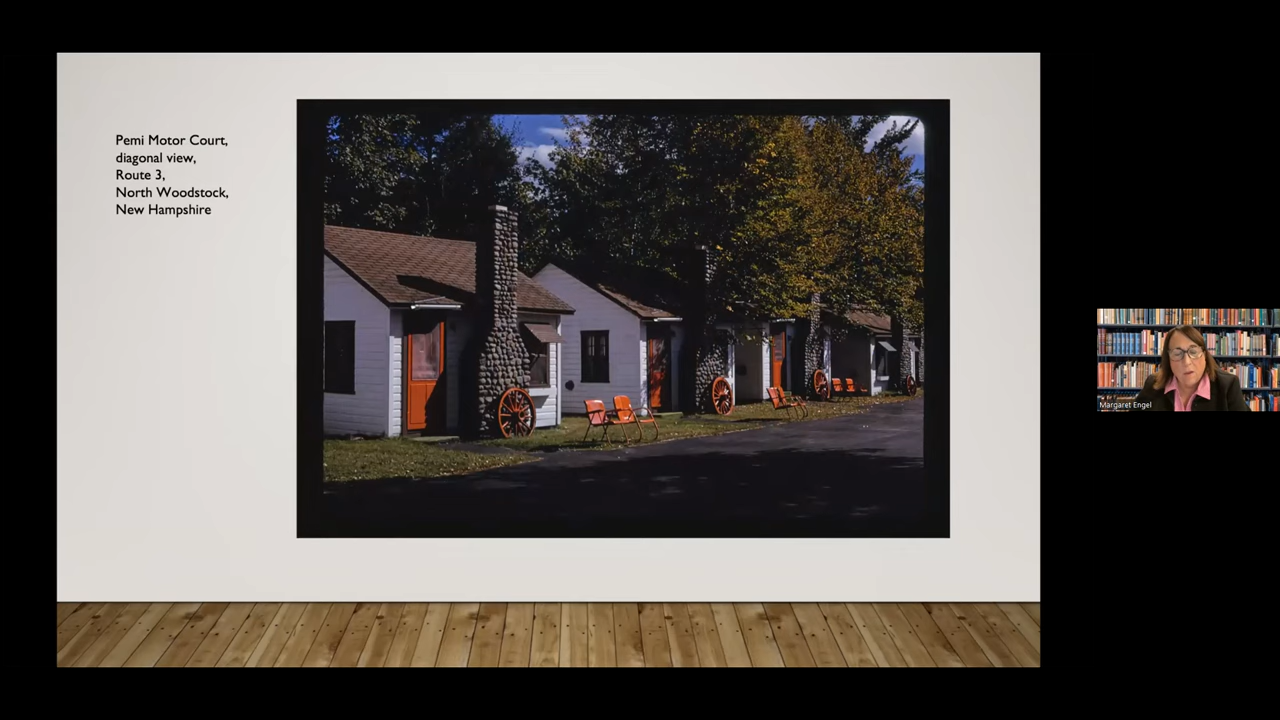 Pemi Motor Court,
diagonal view,
Route 3,
North Woodstock,
New Hampshire
Margaret Engel